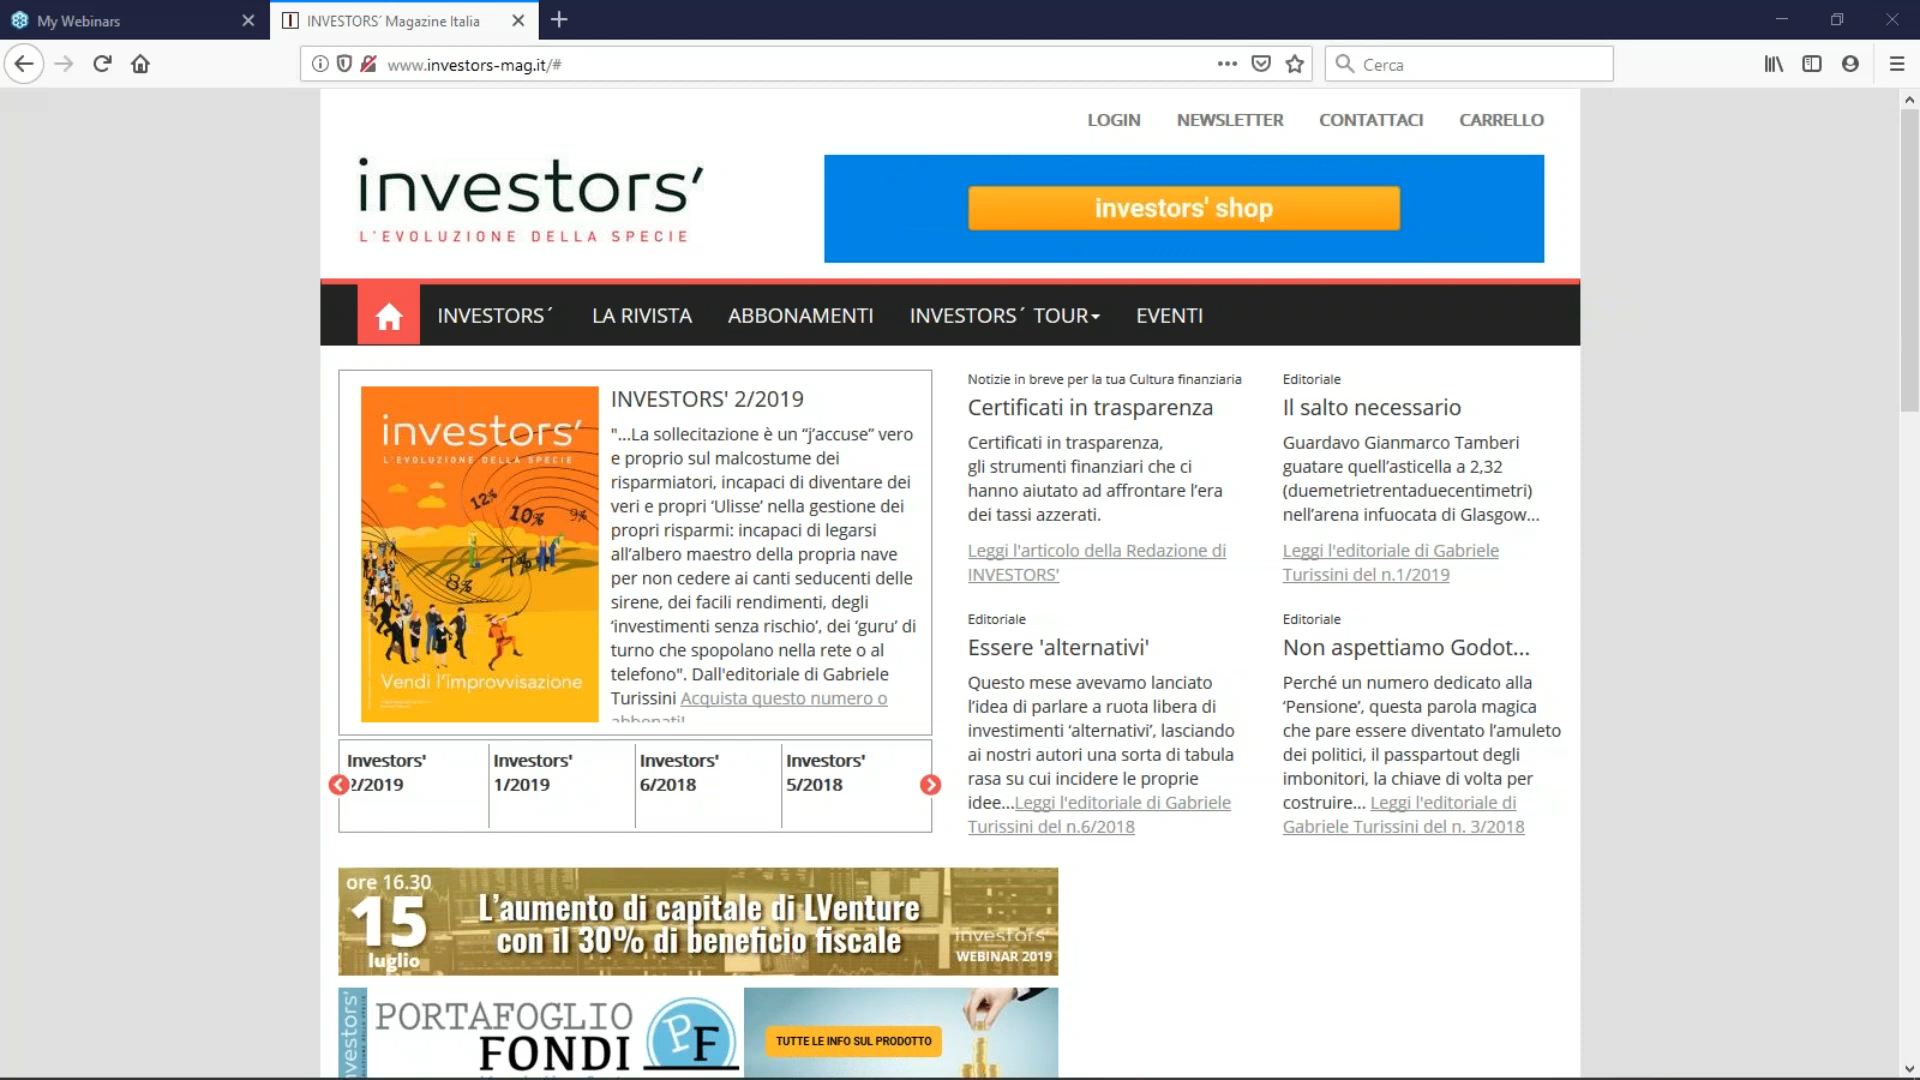 My Webinars
INVESTORS´ Magazine Italia
www.investors-mag.it/#
Cerca
LOGIN NEWSLETTER CONTATTACI CARRELLO
investors'
L'EVOLUZIONE DELLA SPECIE
investors' shop
INVESTORS´ LA RIVISTA ABBONAMENTI INVESTORS´ TOUR EVENTI
investors'
L'EVOLUZIONE DELLA SPECIE
12%
10%
9%
7%
8%
Vendi l'improvvisazione
INVESTORS' 2/2019
"...La sollecitazione è un “j’accuse” vero
e proprio sul malcostume dei
risparmiatori, incapaci di diventare dei
veri e propri ‘Ulisse’ nella gestione dei
propri risparmi: incapaci di legarsi
all’albero maestro della propria nave
per non cedere ai canti seducenti delle
sirene, dei facili rendimenti, degli
‘investimenti senza rischio’, dei ‘guru’ di
turno che spopolano nella rete o al
telefono". Dall'editoriale di Gabriele
Turissini Acquista questo numero o
abbonati!
Investors'
2/2019
Investors'
1/2019
Investors'
6/2018
Investors'
5/2018
Notizie in breve per la tua Cultura finanziaria
Certificati in trasparenza
Certificati in trasparenza,
gli strumenti finanziari che ci
hanno aiutato ad affrontare l’era
dei tassi azzerati.
Leggi l'articolo della Redazione di
INVESTORS'
Editoriale
Il salto necessario
Guardavo Gianmarco Tamberi
guatare quell’asticella a 2,32
(duemetrietrentaduecentimetri)
nell’arena infuocata di Glasgow...
Leggi l'editoriale di Gabriele
Turissini del n.1/2019
Editoriale
Essere 'alternativi'
Questo mese avevamo lanciato
l’idea di parlare a ruota libera di
investimenti ‘alternativi’, lasciando
ai nostri autori una sorta di tabula
rasa su cui incidere le proprie
idee...Leggi l'editoriale di Gabriele
Turissini del n.6/2018
Editoriale
Non aspettiamo Godot...
Perché un numero dedicato alla
‘Pensione’, questa parola magica
che pare essere diventato l’amuleto
dei politici, il passpartout degli
imbonitori, la chiave di volta per
costruire... Leggi l'editoriale di
Gabriele Turissini del n. 3/2018
ore 16.30
15
luglio
L’aumento di capitale di LVenture
con il 30% di beneficio fiscale
investors'
WEBINAR 2019
PORTAFOGLIO
FONDI
PF
TUTTE LE INFO SUL PRODOTTO